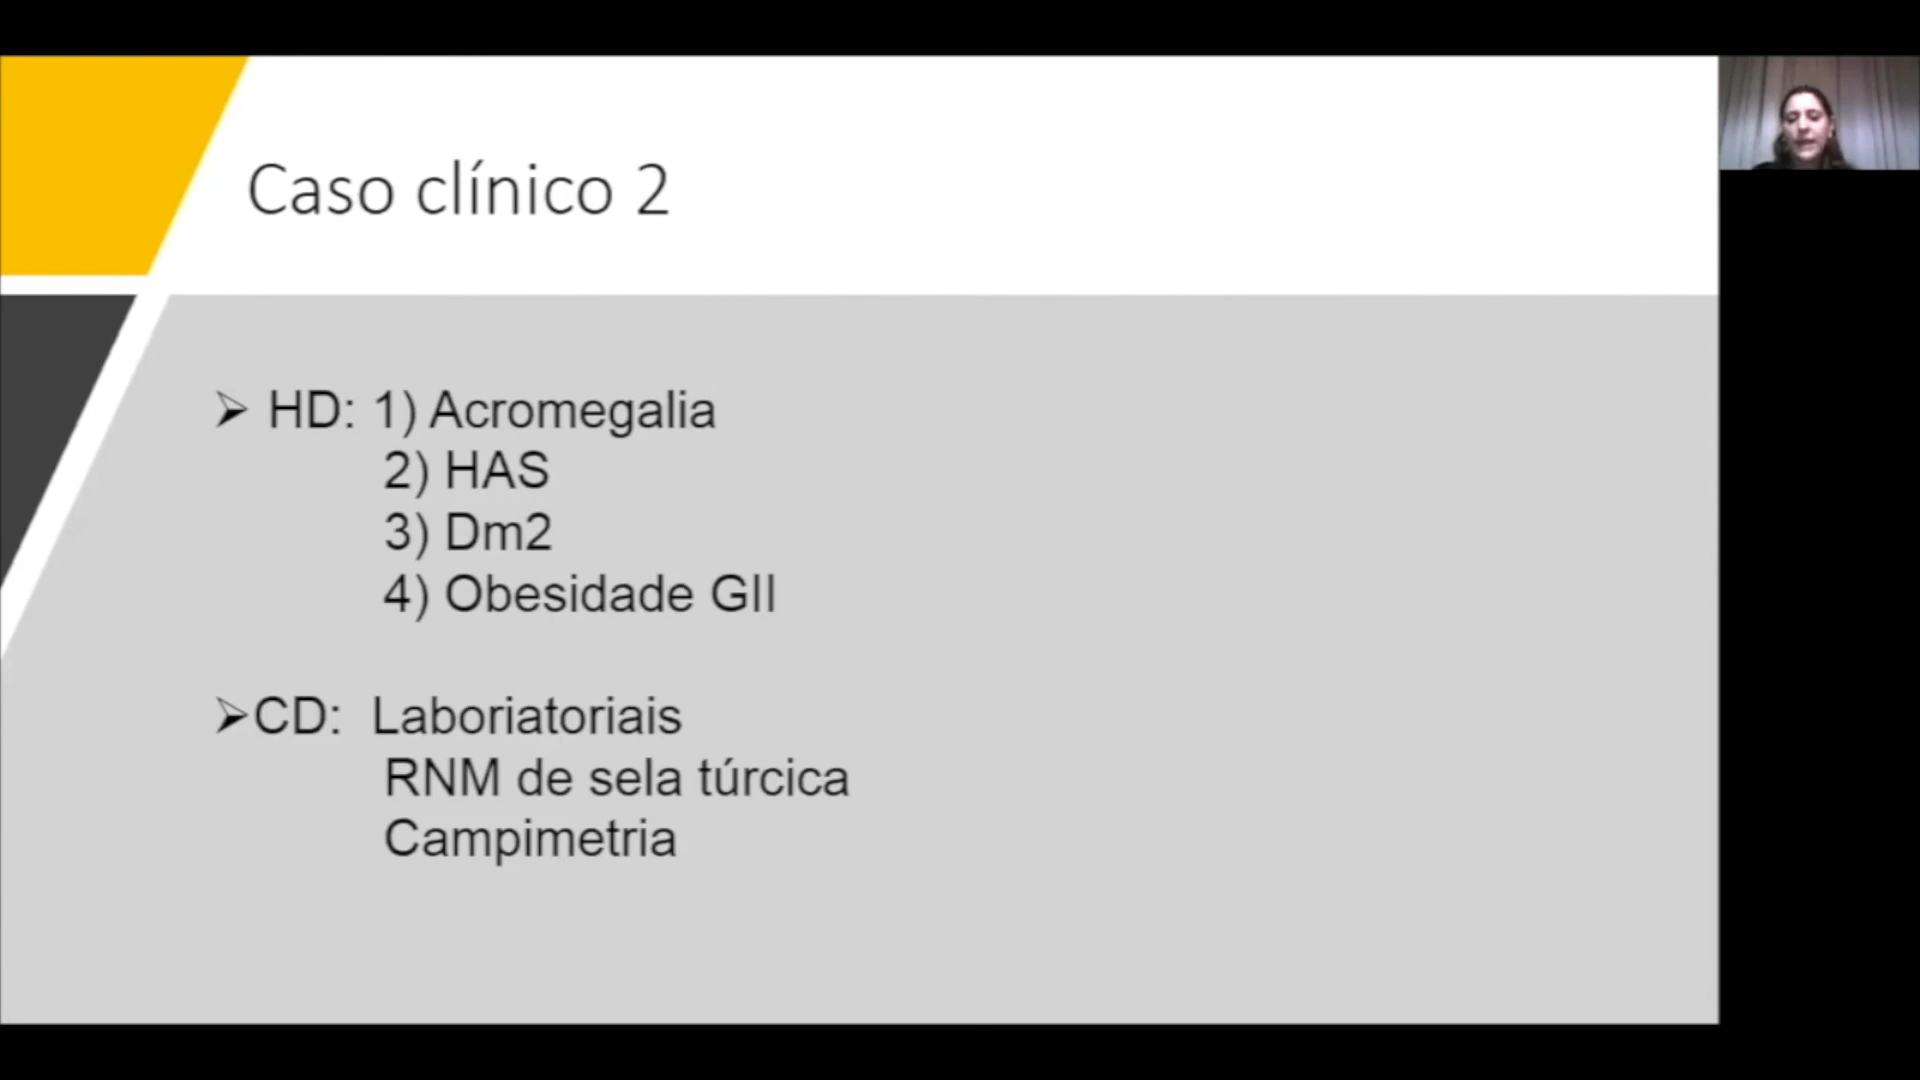 Caso clínico 2
➢ HD: 1) Acromegalia
2) HAS
3) Dm2
4) Obesidade GII
➢CD: Laboriatoriais
RNM de sela túrcica
Campimetria